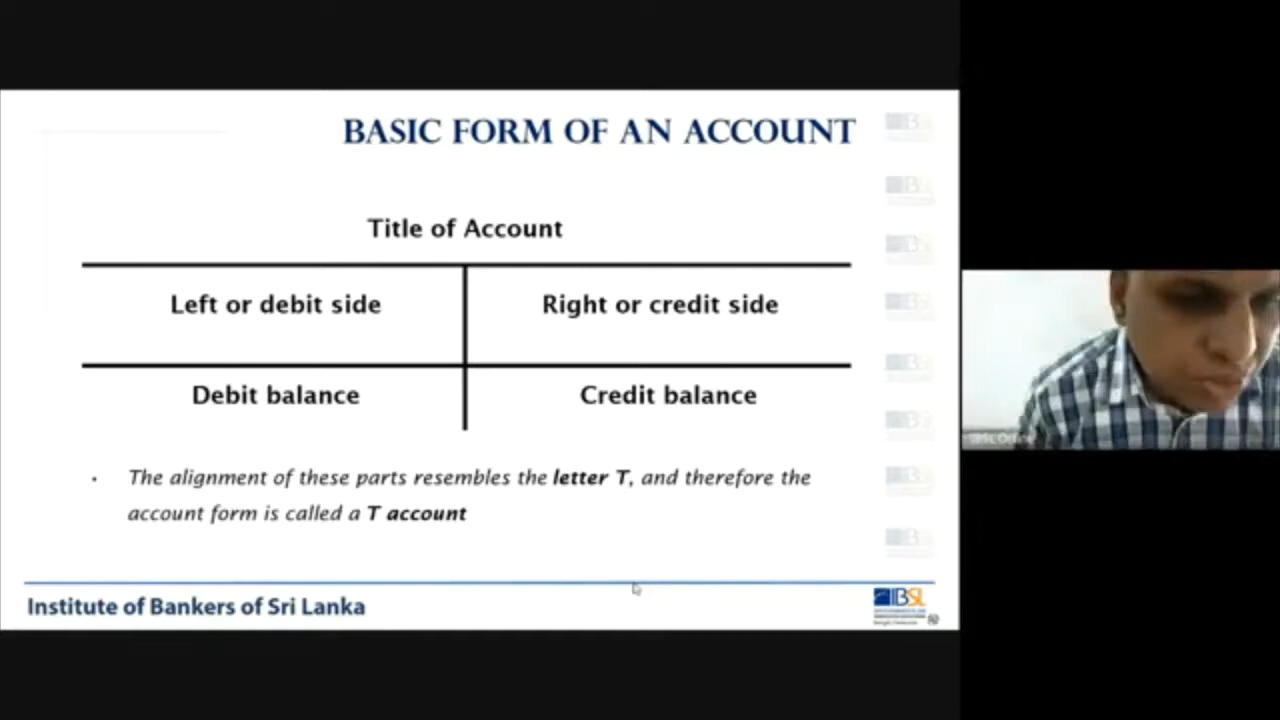 BASIC FORM OF AN ACCOUNT
Title of Account
Left or debit side
Right or credit side
Debit balance
Credit balance
• The alignment of these parts resembles the letter T, and therefore the
account form is called a T account
Institute of Bankers of Sri Lanka
IBSL